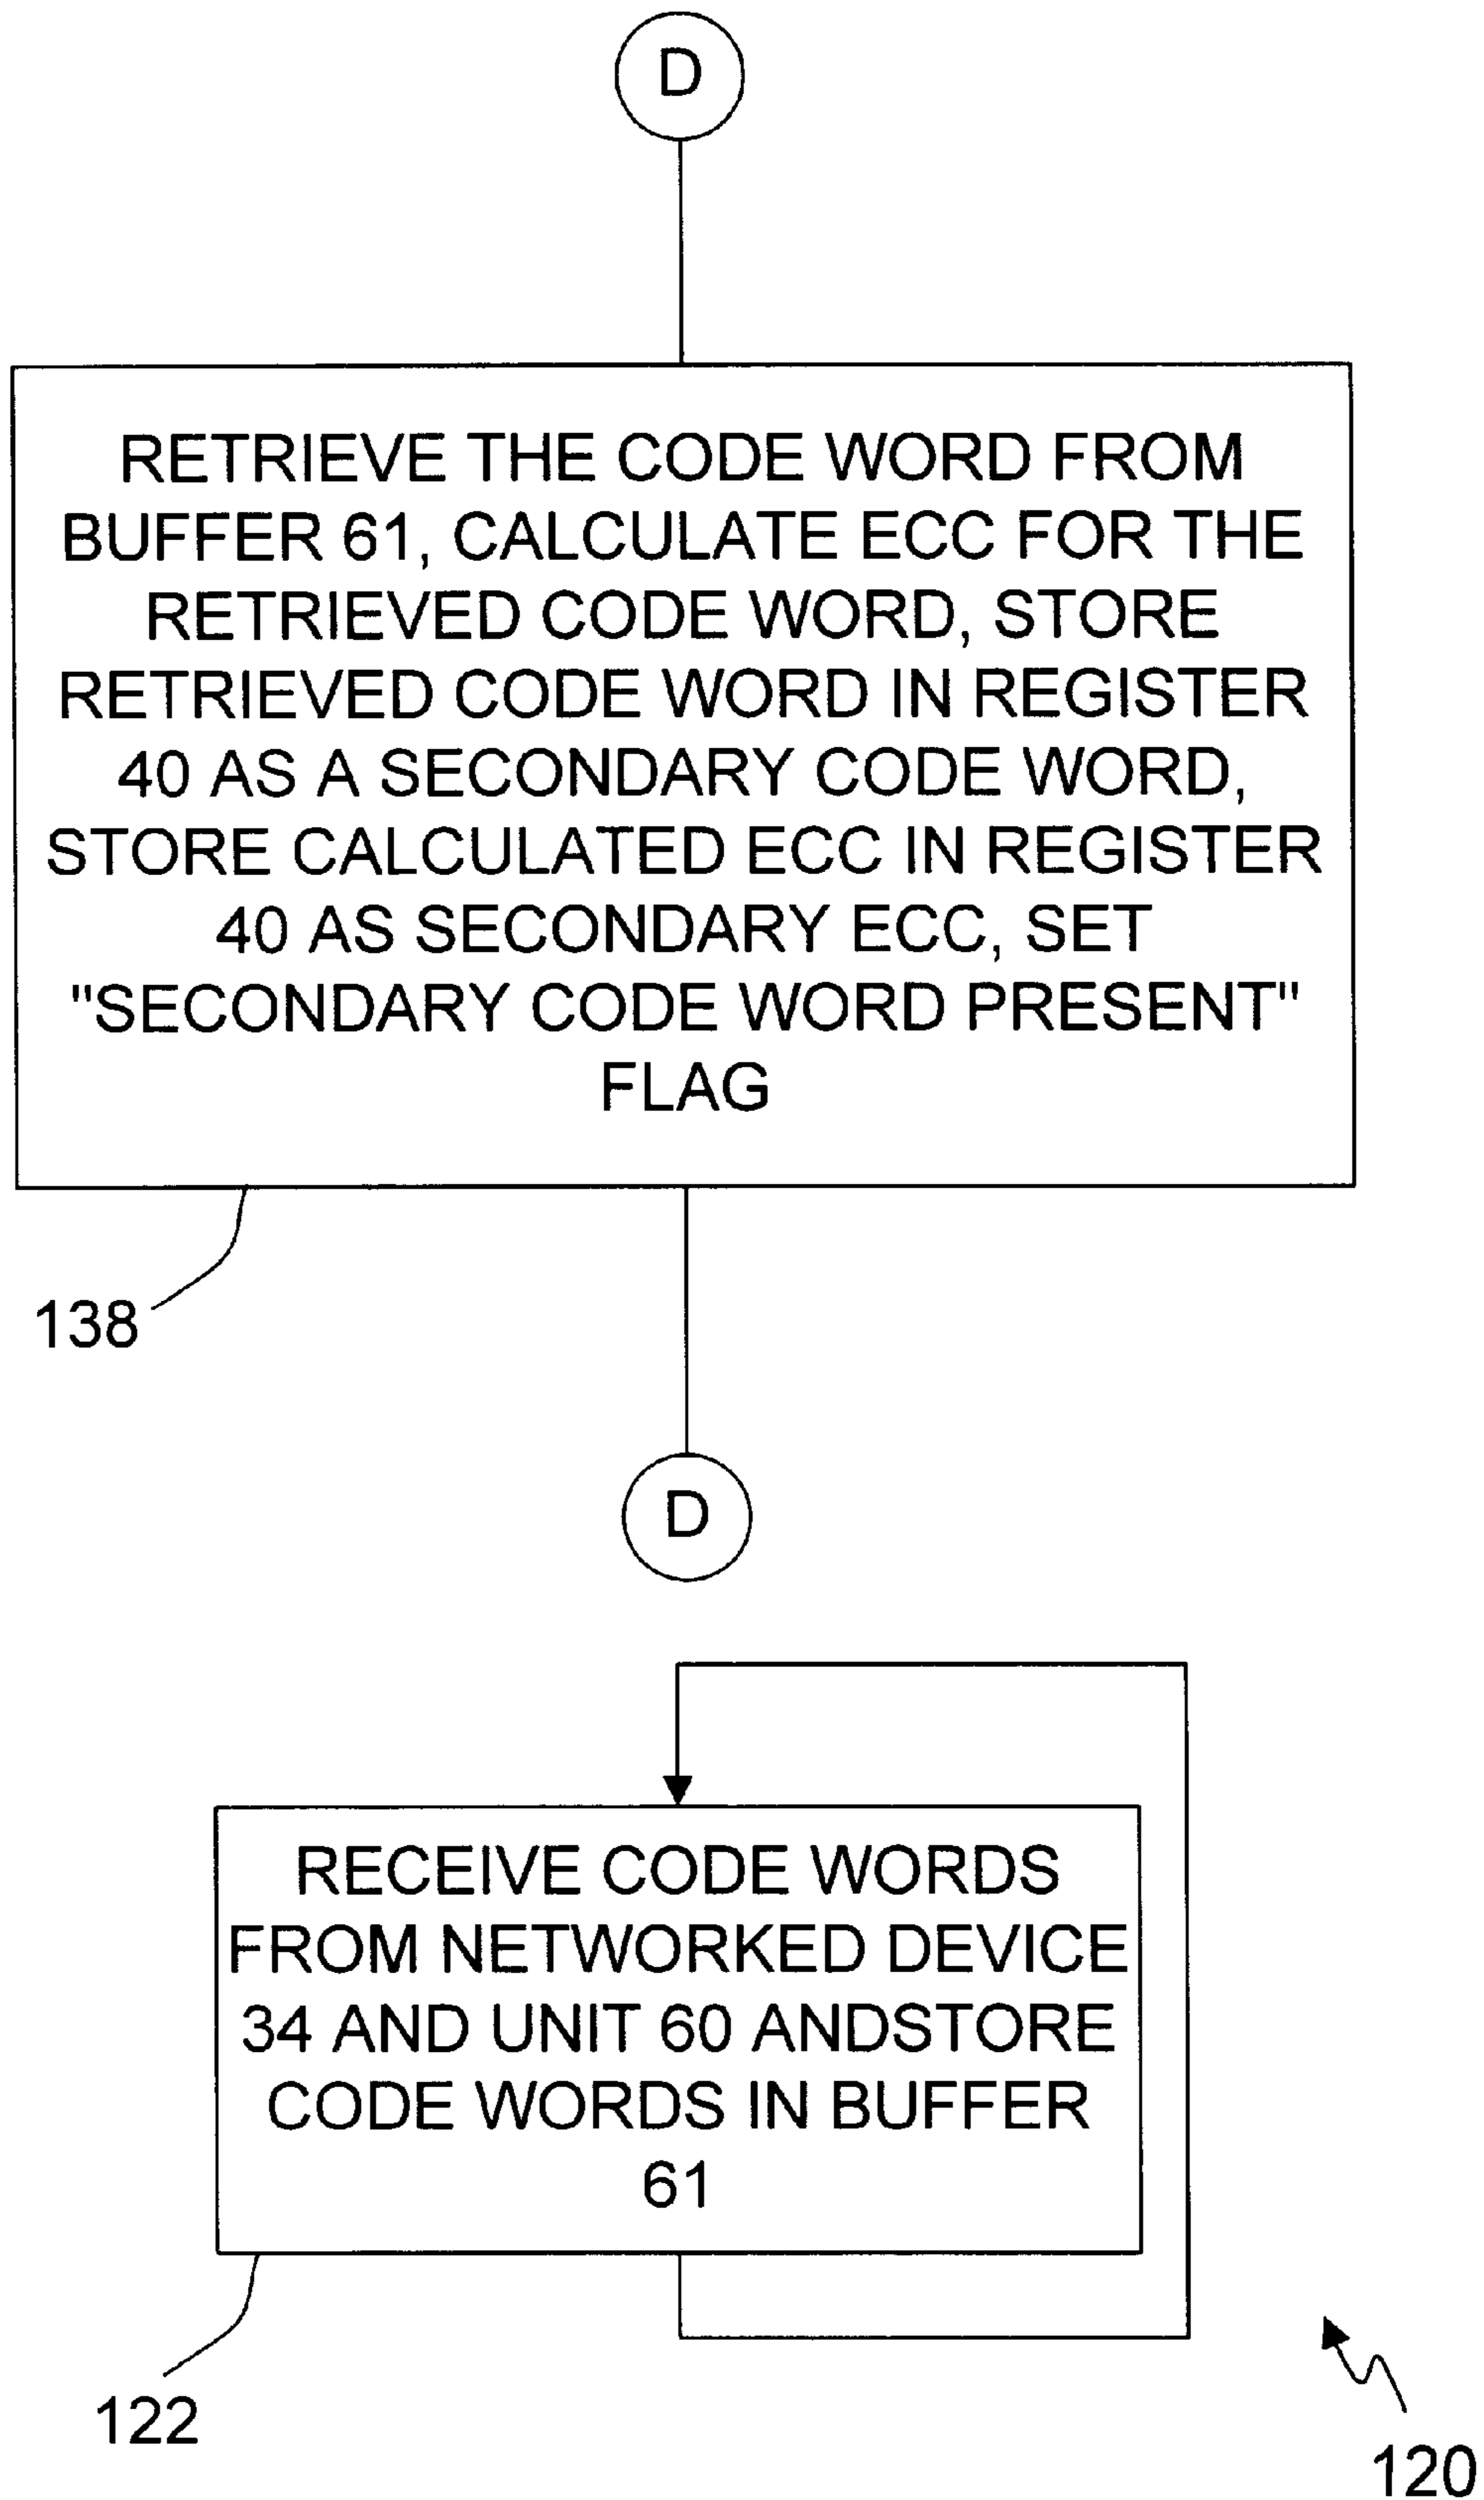 D
RETRIEVE THE CODE WORD FROM
BUFFER 61, CALCULATE ECC FOR THE
RETRIEVED CODE WORD, STORE
RETRIEVED CODE WORD IN REGISTER
40 AS A SECONDARY CODE WORD,
STORE CALCULATED ECC IN REGISTER
40 AS SECONDARY ECC, SET
"SECONDARY CODE WORD PRESENT"
FLAG
138
D
RECEIVE CODE WORDS
FROM NETWORKED DEVICE
34 AND UNIT 60 ANDSTORE
CODE WORDS IN BUFFER
61
122
120